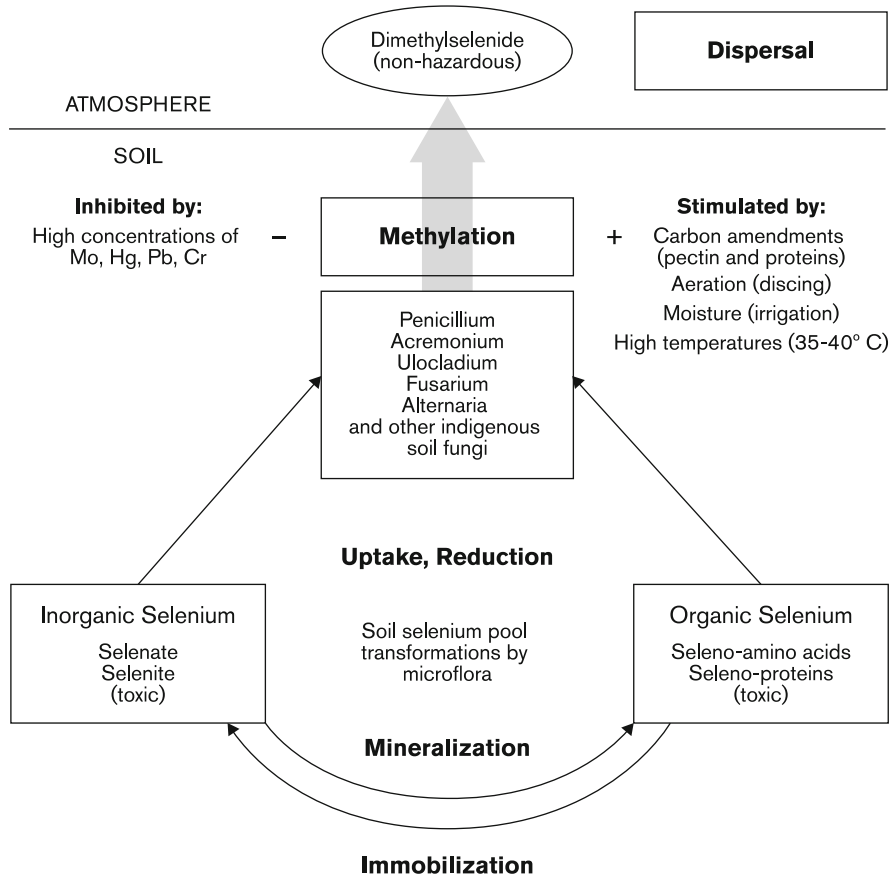 Dimethylselenide
(non-hazardous)
Dispersal
ATMOSPHERE
SOIL
Inhibited by:
High concentrations of
Mo, Hg, Pb, Cr
–
Methylation
+
Stimulated by:
Carbon amendments
(pectin and proteins)
Aeration (discing)
Moisture (irrigation)
High temperatures (35-40° C)
Penicillium
Acremonium
Ulocladium
Fusarium
Alternaria
and other indigenous
soil fungi
Uptake, Reduction
Inorganic Selenium
Selenate
Selenite
(toxic)
Soil selenium pool
transformations by
microflora
Organic Selenium
Seleno-amino acids
Seleno-proteins
(toxic)
Mineralization
Immobilization